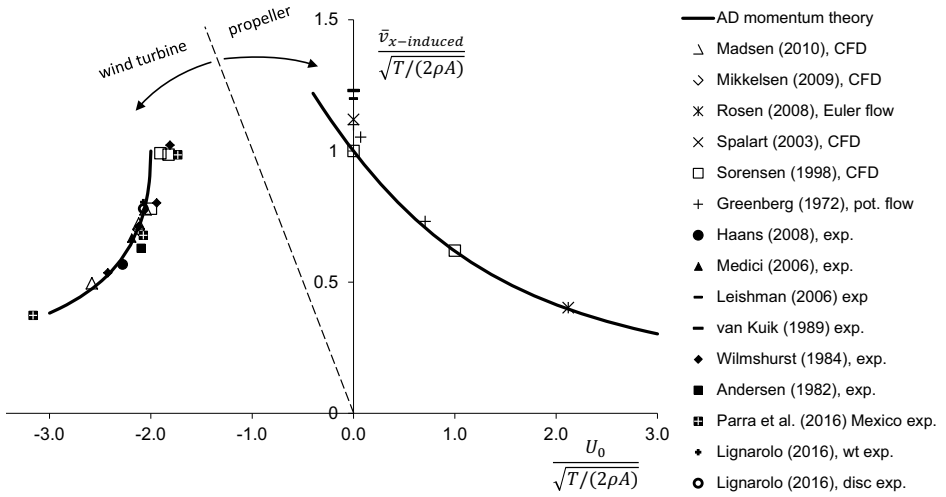 wind turbine
propeller
1.5
1
0.5
0
v̄x−induced
√T/(2ρA)
-3.0 -2.0 -1.0 0.0 1.0 2.0 3.0
U0
√T/(2ρA)
AD momentum theory
Madsen (2010), CFD
Mikkelsen (2009), CFD
Rosen (2008), Euler flow
Spalart (2003), CFD
Sorensen (1998), CFD
Greenberg (1972), pot. flow
Haans (2008), exp.
Medici (2006), exp.
Leishman (2006) exp
van Kuik (1989) exp.
Wilmshurst (1984), exp.
Andersen (1982), exp.
Parra et al. (2016) Mexico exp.
Lignarolo (2016), wt exp.
Lignarolo (2016), disc exp.